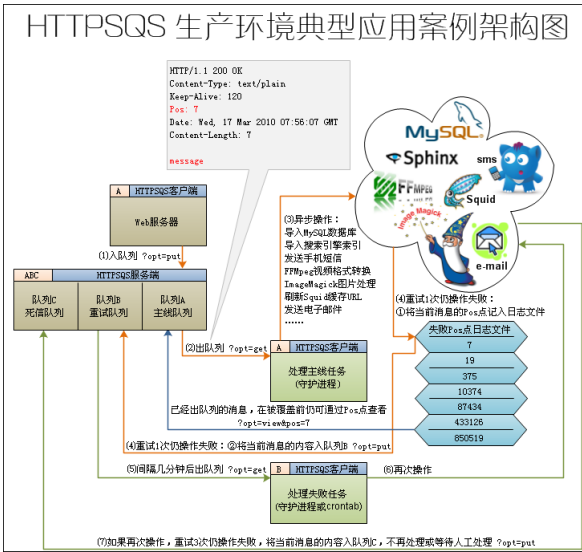 HTTPSQS 生产环境典型应用案例架构图
HTTP/1.1 200 OK
Content-Type: text/plain
Keep-Alive: 120
Pos: 7
Date: Wed, 17 Mar 2010 07:56:07 GMT
Content-Length: 7
message
MySQL
Sphinx
sms
FFMPEG
Squid
Image Magick
e-mail
A HTTPSQS客户端
Web服务器
(1)入队列 ?opt=put
ABC HTTPSQS服务端
队列C
死信队列
队列B
重试队列
队列A
主线队列
(2)出队列 ?opt=get
(3)异步操作：
导入MySQL数据库
导入搜索引擎索引
发送手机短信
FFMpeg视频格式转换
ImageMagick图片处理
刷新Squid缓存URL
发送电子邮件
……
A HTTPSQS客户端
处理主线任务
(守护进程)
(4)重试1次仍操作失败：
①将当前消息的Pos点记入日志文件
失败Pos点日志文件
7
19
375
10374
87434
433126
850519
已经出队列的消息，在被覆盖前仍可通过Pos点查看
?opt=view&pos=7
(4)重试1次仍操作失败：②将当前消息的内容入队列B ?opt=put
(5)间隔几分钟后出队列 ?opt=get
B HTTPSQS客户端
处理失败任务
(守护进程或crontab)
(6)再次操作
(7)如果再次操作，重试3次仍操作失败，将当前消息的内容入队列C，不再处理或等待人工处理 ?opt=put